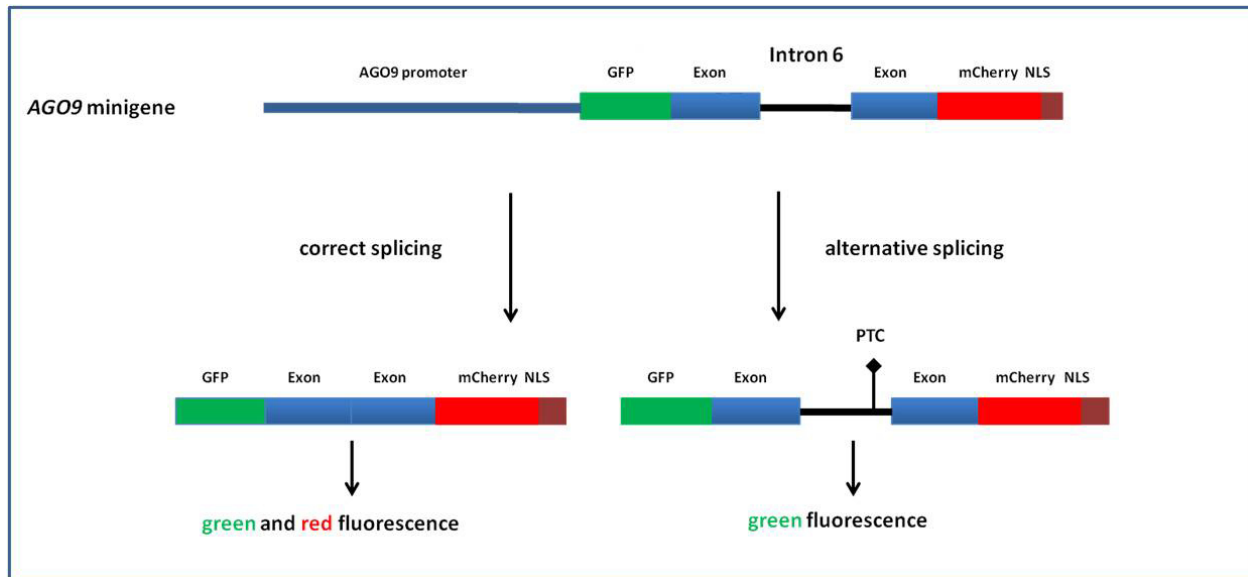 Intron 6
AGO9 promoter GFP Exon Exon mCherry NLS
AGO9 minigene
correct splicing alternative splicing
PTC
GFP Exon Exon mCherry NLS GFP Exon Exon mCherry NLS
green and red fluorescence green fluorescence